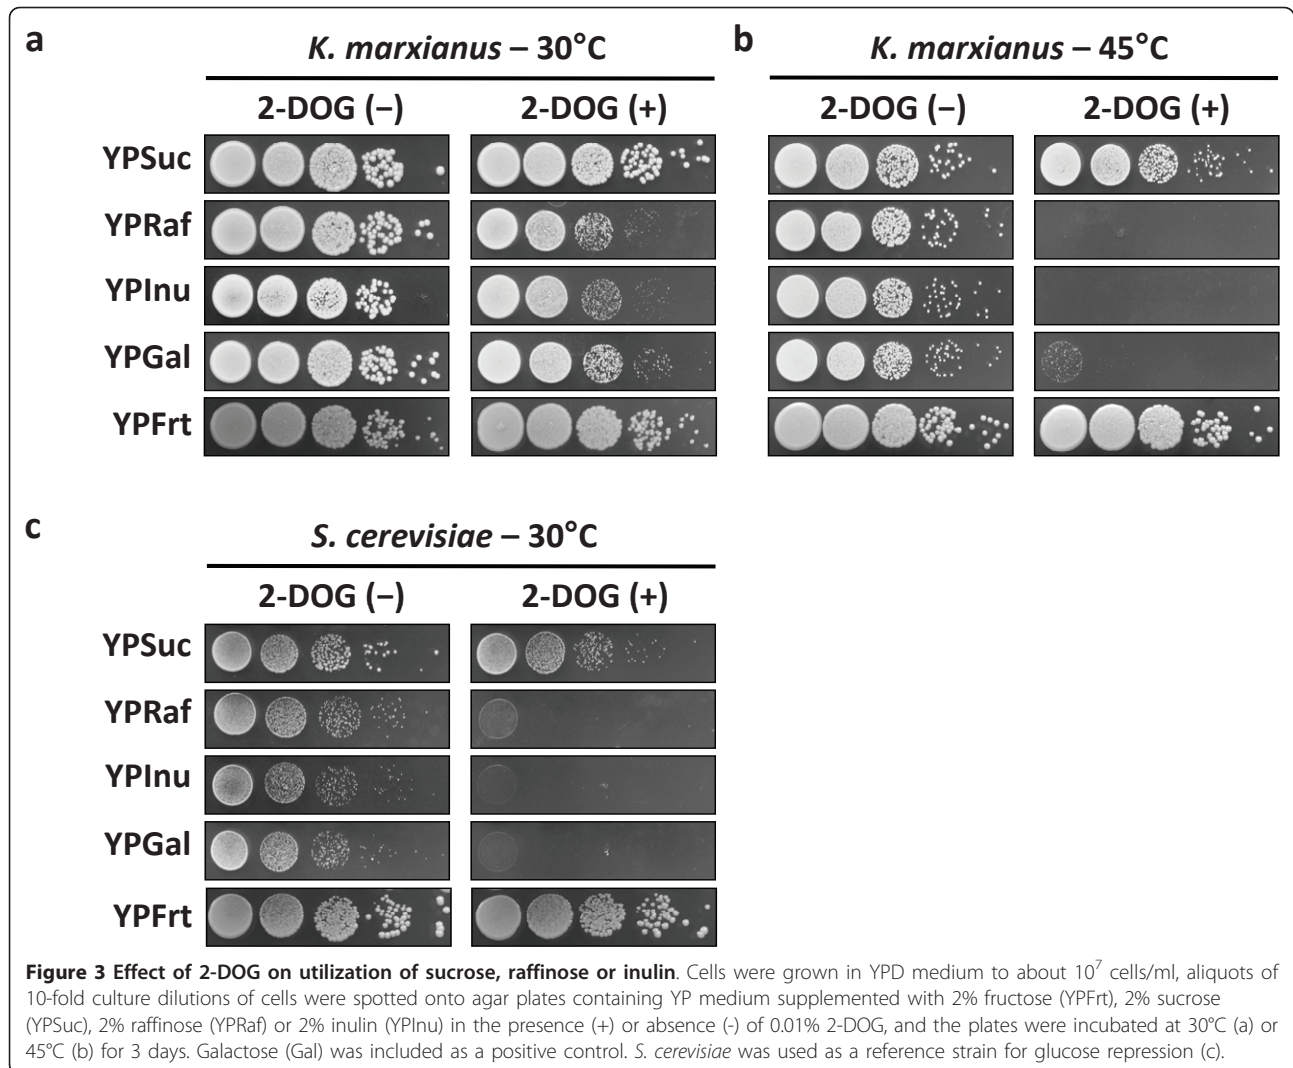 a
K. marxianus – 30°C
2-DOG (–) 2-DOG (+)
YPSuc
YPRaf
YPInu
YPGal
YPFrt
b
K. marxianus – 45°C
2-DOG (–) 2-DOG (+)
c
S. cerevisiae – 30°C
2-DOG (–) 2-DOG (+)
YPSuc
YPRaf
YPInu
YPGal
YPFrt
Figure 3 Effect of 2-DOG on utilization of sucrose, raffinose or inulin. Cells were grown in YPD medium to about 10⁷ cells/ml, aliquots of
10-fold culture dilutions of cells were spotted onto agar plates containing YP medium supplemented with 2% fructose (YPFrt), 2% sucrose
(YPSuc), 2% raffinose (YPRaf) or 2% inulin (YPInu) in the presence (+) or absence (-) of 0.01% 2-DOG, and the plates were incubated at 30°C (a) or
45°C (b) for 3 days. Galactose (Gal) was included as a positive control. S. cerevisiae was used as a reference strain for glucose repression (c).